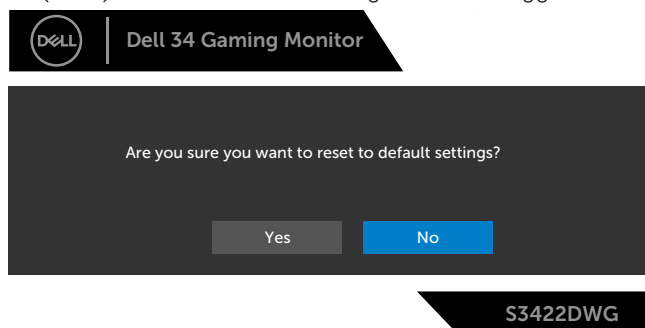 DELL
Dell 34 Gaming Monitor
Are you sure you want to reset to default settings?
Yes No
S3422DWG